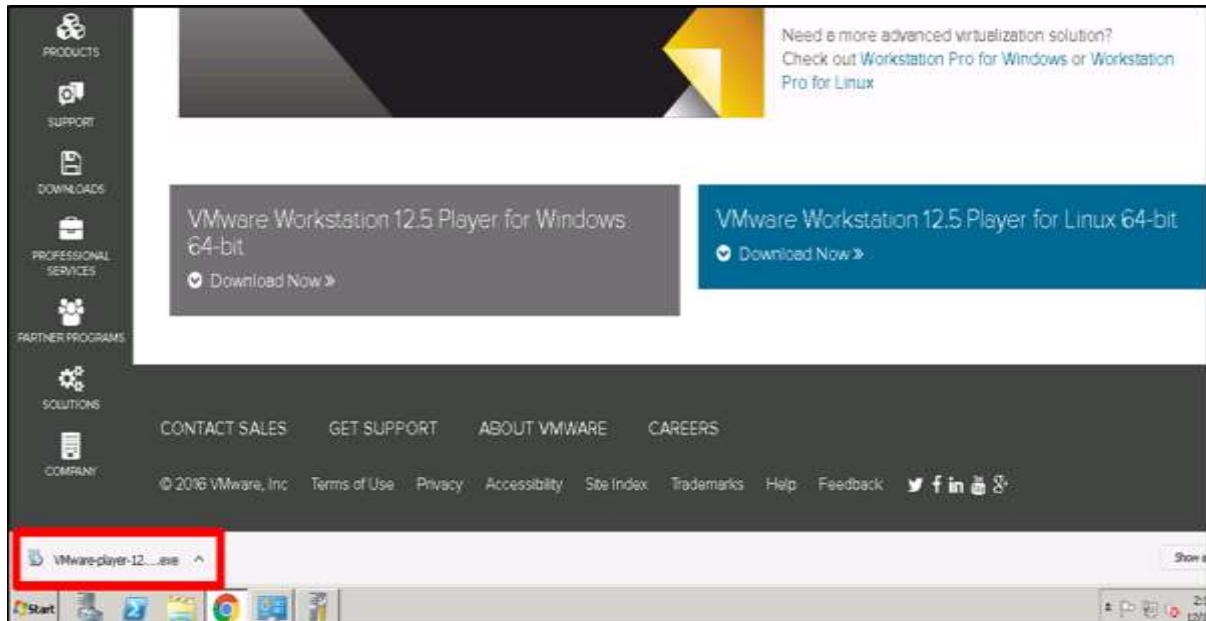 PRODUCTS
SUPPORT
DOWNLOADS
PROFESSIONAL
SERVICES
PARTNER PROGRAMS
SOLUTIONS
COMPANY
Need a more advanced virtualization solution?
Check out Workstation Pro for Windows or Workstation
Pro for Linux
VMware Workstation 12.5 Player for Windows
64-bit
Download Now »
VMware Workstation 12.5 Player for Linux 64-bit
Download Now »
CONTACT SALES GET SUPPORT ABOUT VMWARE CAREERS
© 2016 VMware, Inc Terms of Use Privacy Accessibility Site Index Trademarks Help Feedback
VMware-player-12....exe
Show
Start